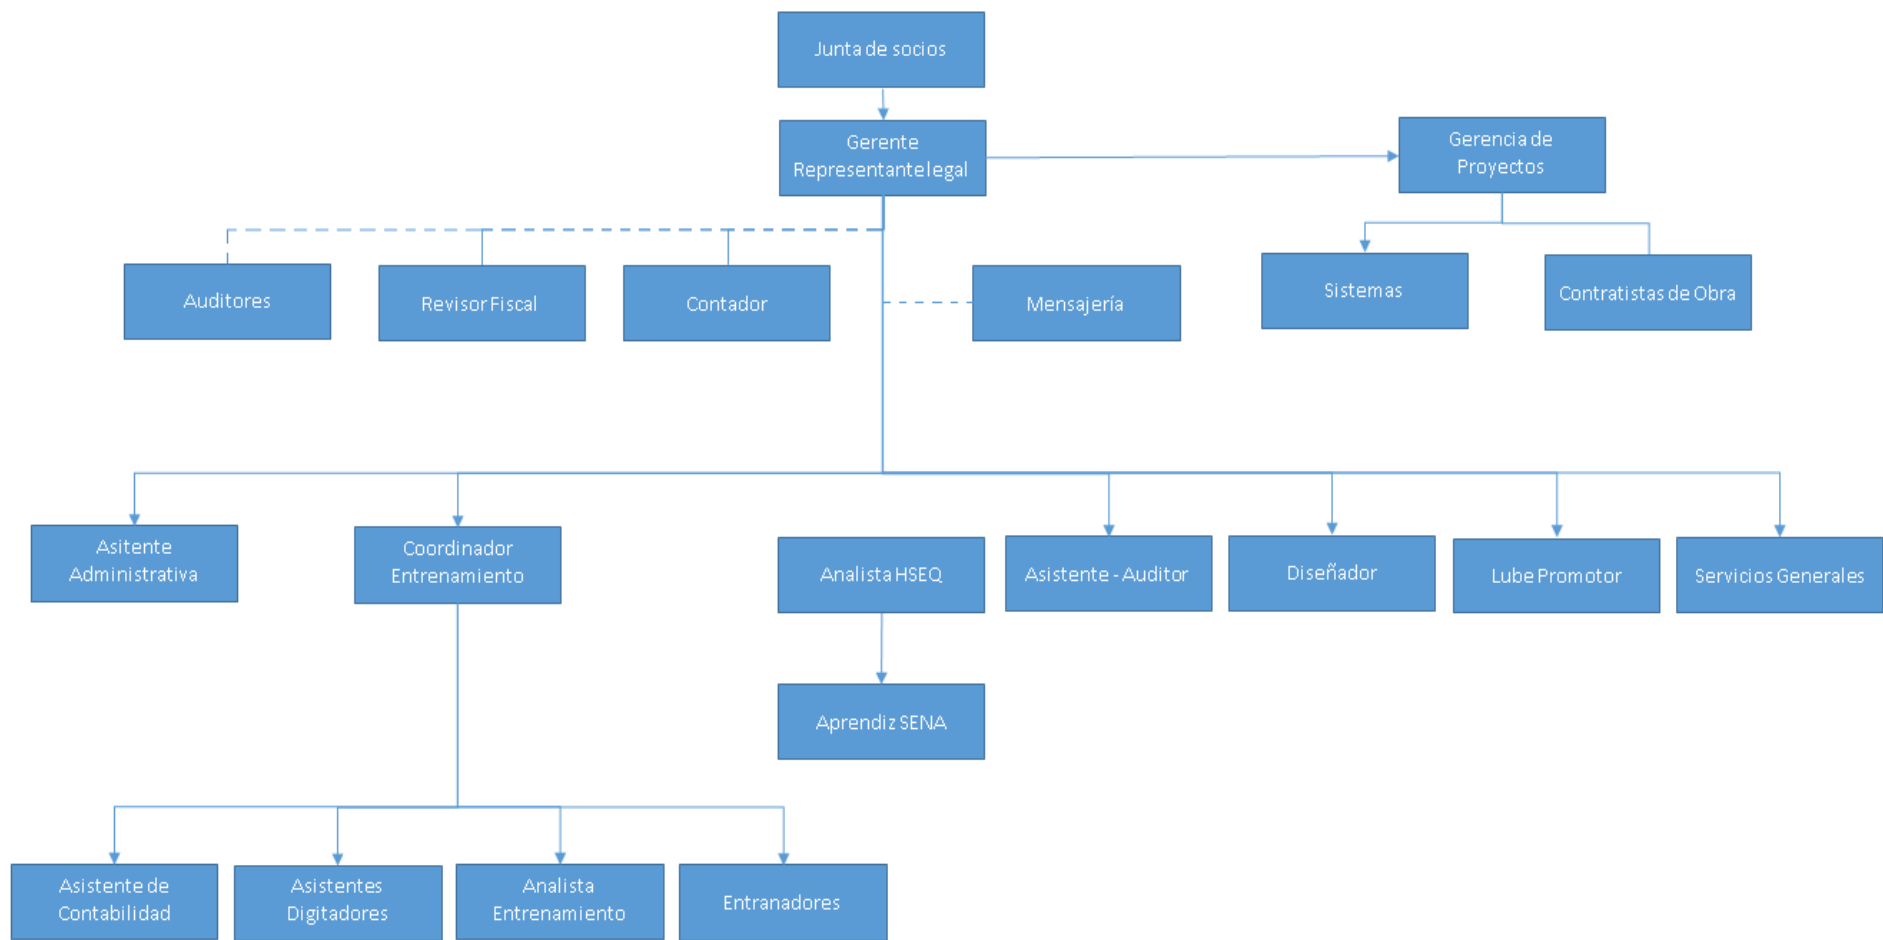 Junta de socios
Gerente
Representante legal
Gerencia de
Proyectos
Auditores
Revisor Fiscal
Contador
Mensajería
Sistemas
Contratistas de Obra
Asitente
Administrativa
Coordinador
Entrenamiento
Analista HSEQ
Asistente - Auditor
Diseñador
Lube Promotor
Servicios Generales
Aprendiz SENA
Asistente de
Contabilidad
Asistentes
Digitadores
Analista
Entrenamiento
Entranadores